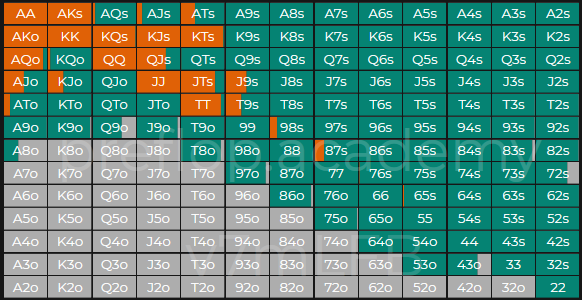 AA AKs AQs AJs ATs A9s A8s A7s A6s A5s A4s A3s A2s
AKo KK KQs KJs KTs K9s K8s K7s K6s K5s K4s K3s K2s
AQo KQo QQ QJs QTs Q9s Q8s Q7s Q6s Q5s Q4s Q3s Q2s
AJo KJo QJo JJ JTs J9s J8s J7s J6s J5s J4s J3s J2s
ATo KTo QTo JTo TT T9s T8s T7s T6s T5s T4s T3s T2s
A9o K9o Q9o J9o T9o 99 98s 97s 96s 95s 94s 93s 92s
A8o K8o Q8o J8o T8o 98o 88 87s 86s 85s 84s 83s 82s
preflop.academy
A7o K7o Q7o J7o T7o 97o 87o 77 76s 75s 74s 73s 72s
A6o K6o Q6o J6o T6o 96o 86o 76o 66 65s 64s 63s 62s
A5o K5o Q5o J5o T5o 95o 85o 75o 65o 55 54s 53s 52s
A4o K4o Q4o J4o T4o 94o 84o 74o 64o 54o 44 43s 42s
A3o K3o Q3o J3o T3o 93o 83o 73o 63o 53o 43o 33 32s
A2o K2o Q2o J2o T2o 92o 82o 72o 62o 52o 42o 32o 22